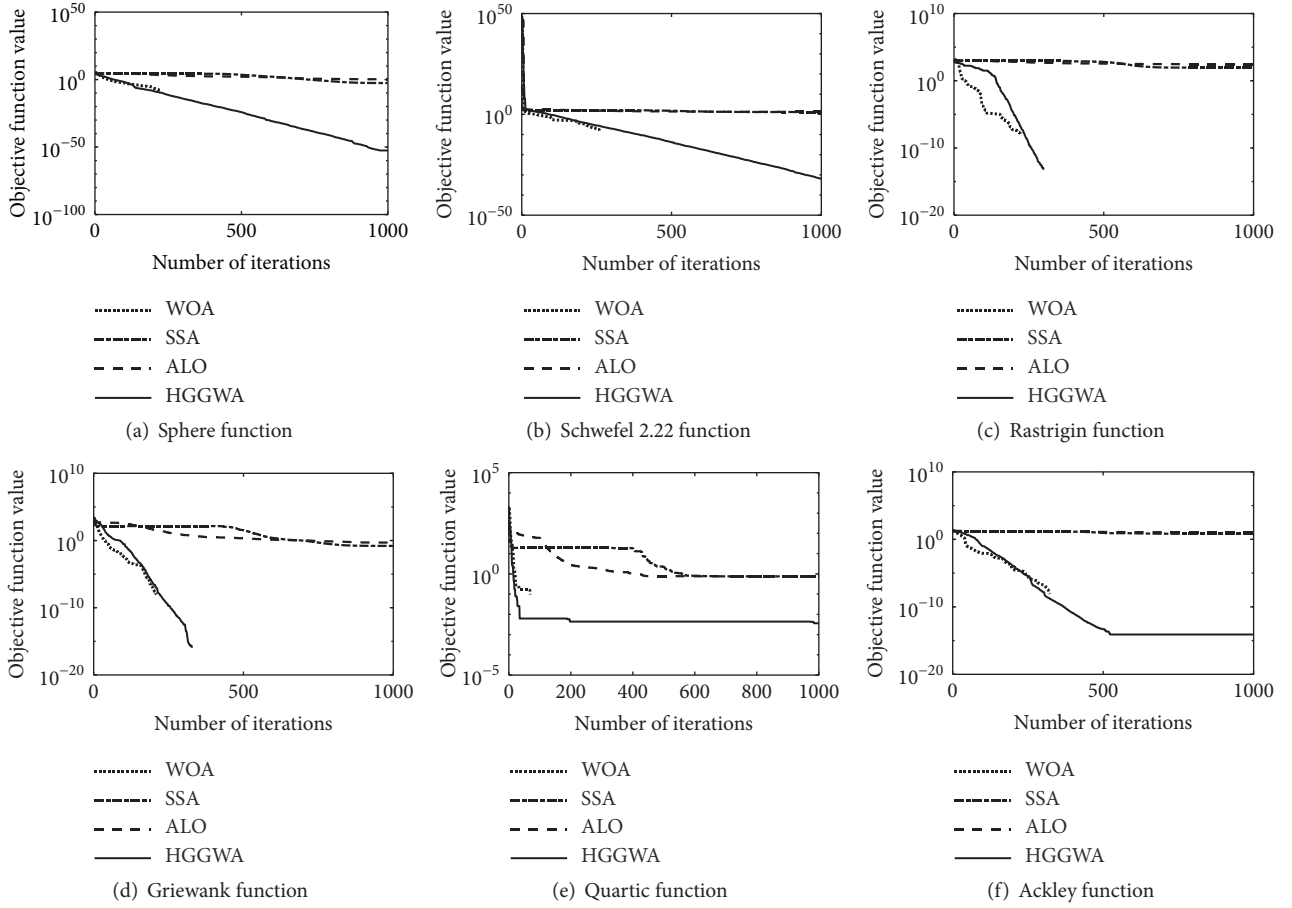 Objective function value
10^50
10^0
10^−50
10^−100
0
500
1000
Number of iterations
WOA
SSA
ALO
HGGWA
(a) Sphere function
Objective function value
10^50
10^0
10^−50
0
500
1000
Number of iterations
WOA
SSA
ALO
HGGWA
(b) Schwefel 2.22 function
Objective function value
10^10
10^0
10^−10
10^−20
0
500
1000
Number of iterations
WOA
SSA
ALO
HGGWA
(c) Rastrigin function
Objective function value
10^10
10^0
10^−10
10^−20
0
500
1000
Number of iterations
WOA
SSA
ALO
HGGWA
(d) Griewank function
Objective function value
10^5
10^0
10^−5
0
200
400
600
800
1000
Number of iterations
WOA
SSA
ALO
HGGWA
(e) Quartic function
Objective function value
10^10
10^0
10^−10
10^−20
0
500
1000
Number of iterations
WOA
SSA
ALO
HGGWA
(f) Ackley function